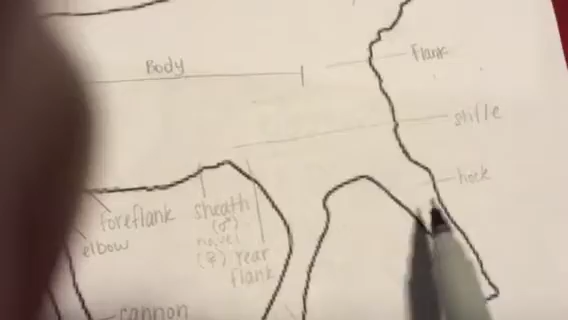 Body
Flank
stifle
hock
foreflank
elbow
sheath
(♂)
navel
(♀) rear
flank
cannon